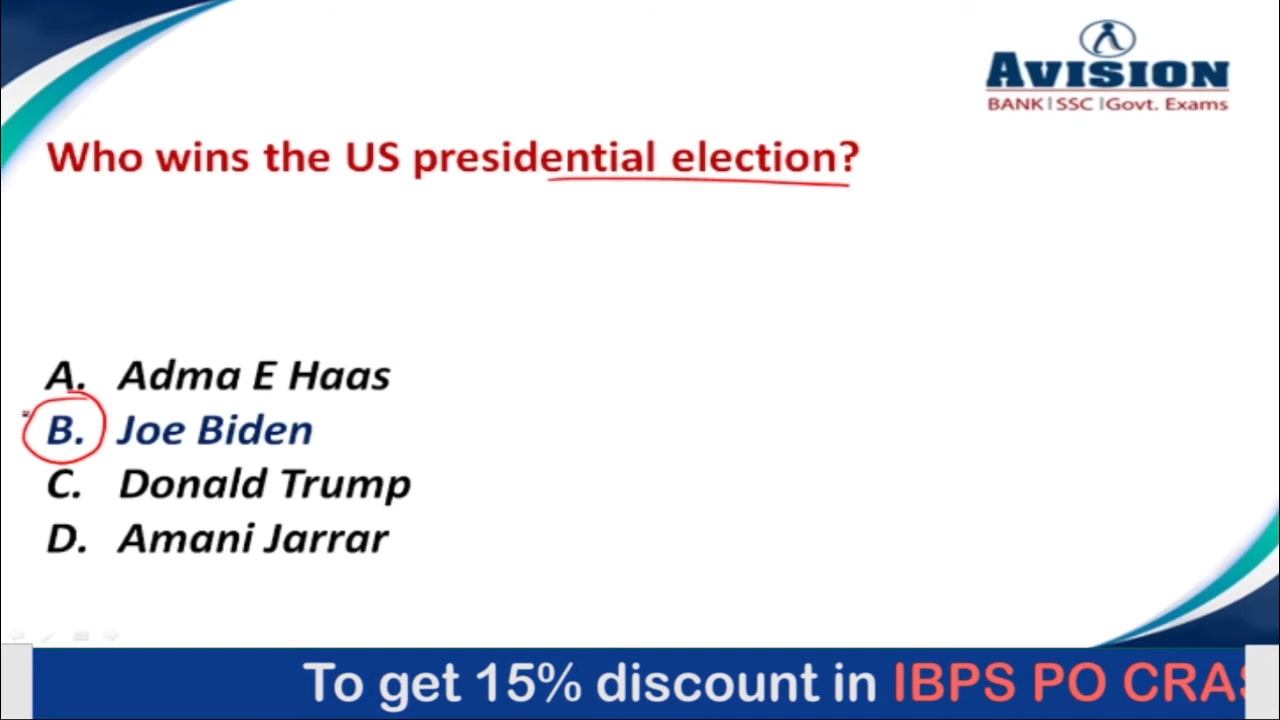 AVISION
BANK | SSC | Govt. Exams
Who wins the US presidential election?
A. Adma E Haas
B. Joe Biden
C. Donald Trump
D. Amani Jarrar
To get 15% discount in IBPS PO CRAS